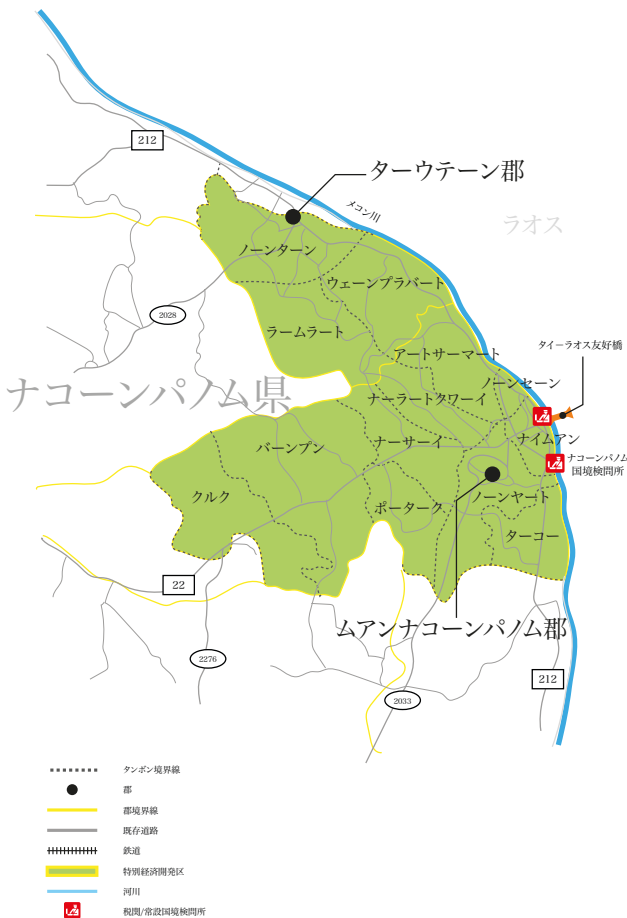 212
ターウテーン郡
メコン川
ラオス
ノーンターン
ウェーンプラバート
2028
ラームラート
アートサーマート
タイーラオス友好橋
ナコーンパノム県
ノーンセーン
ナーラートクワーイ
ナイムアン
バーンプン
ナーサーイ
ナコーンパノム
国境検問所
クルク
ノーンヤート
ポーターク
ターコー
22
ムアンナコーンパノム郡
2276
212
2033
タンボン境界線
郡
郡境界線
既存道路
鉄道
特別経済開発区
河川
税関/常設国境検問所